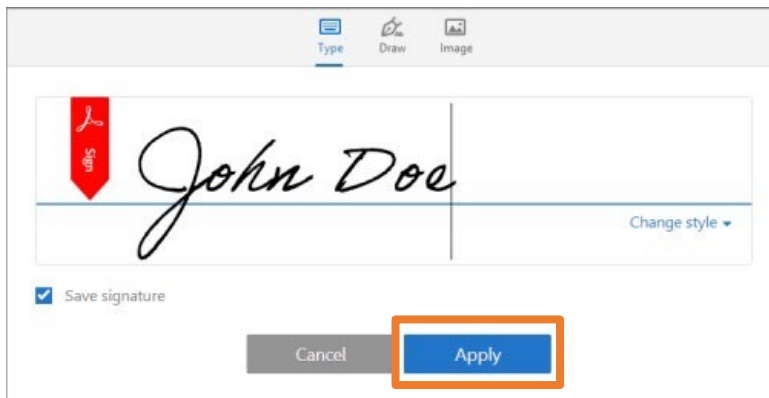 Type Draw Image
Sign
John Doe
Change style
Save signature
Cancel Apply